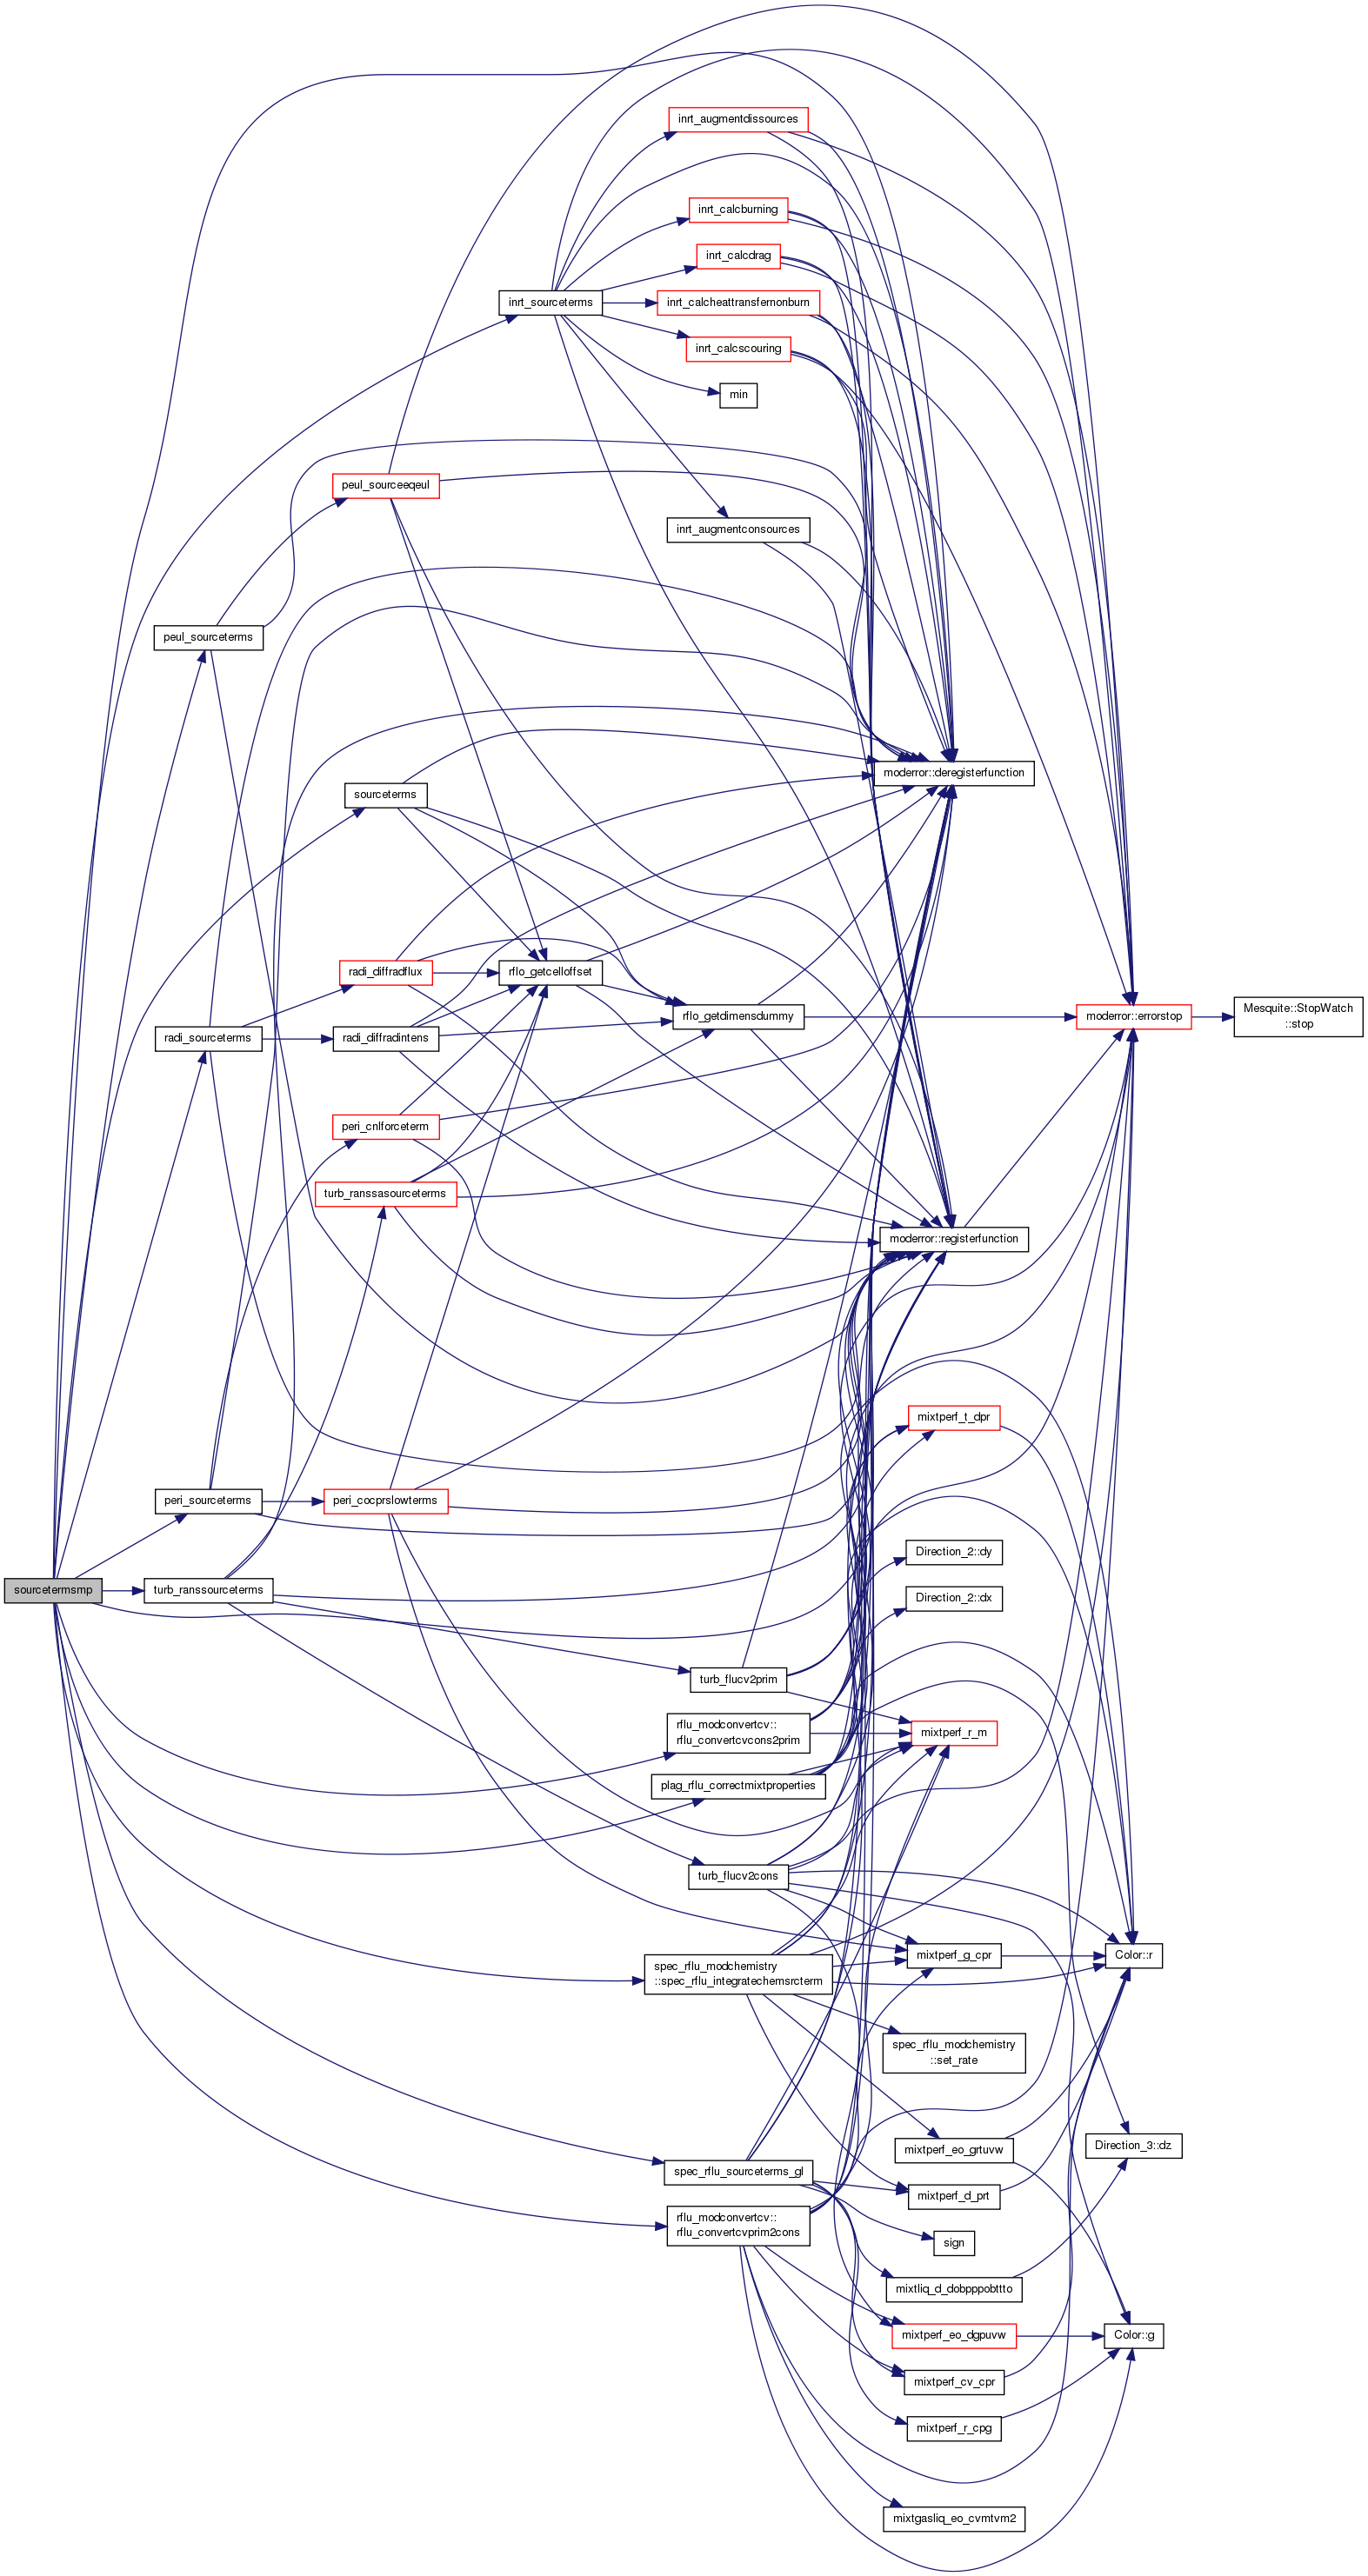 inrt_augmentdissources
inrt_calcburning
inrt_calcdrag
inrt_sourceterms
inrt_calcheattransfernonburn
inrt_calcscouring
min
peul_sourceeqeul
inrt_augmentconsources
peul_sourceterms
moderror::deregisterfunction
sourceterms
radi_diffradflux
rflo_getcelloffset
rflo_getdimensdummy
moderror::errorstop
Mesquite::StopWatch
::stop
radi_sourceterms
radi_diffradintens
peri_cnlforceterm
turb_ranssasourceterms
moderror::registerfunction
mixtperf_t_dpr
peri_sourceterms
peri_cocprslowterms
Direction_2::dy
sourcetermsmp
turb_ranssourceterms
Direction_2::dx
turb_flucv2prim
rflu_modconvertcv::
rflu_convertcvcons2prim
mixtperf_r_m
plag_rflu_correctmixtproperties
turb_flucv2cons
mixtperf_g_cpr
Color::r
spec_rflu_modchemistry
::spec_rflu_integratechemsrcterm
spec_rflu_modchemistry
::set_rate
mixtperf_eo_grtuvw
Direction_3::dz
spec_rflu_sourceterms_gl
mixtperf_d_prt
rflu_modconvertcv::
rflu_convertcvprim2cons
sign
mixtliq_d_dobpppobttto
mixtperf_eo_dgpuvw
Color::g
mixtperf_cv_cpr
mixtperf_r_cpg
mixtgasliq_eo_cvmtvm2